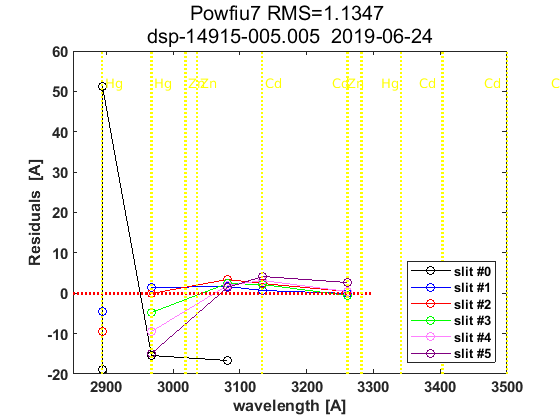 Powfiu7 RMS=1.1347
dsp-14915-005.005 2019-06-24
60
50
40
30
20
10
0
-10
-20
Residuals [A]
Hg Hg Zn Cd Cd Zn Hg Cd Cd
slit #0
slit #1
slit #2
slit #3
slit #4
slit #5
2900 3000 3100 3200 3300 3400 3500
wavelength [A]